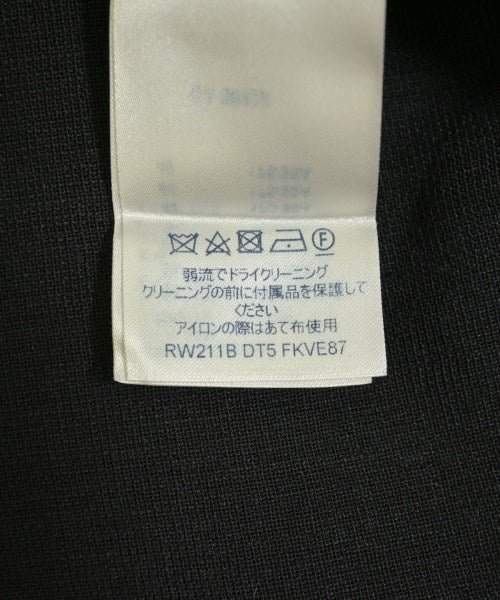 F
弱流でドライクリーニング
クリーニングの前に付属品を保護して
ください
アイロンの際はあて布使用
RW211B DT5 FKVE87